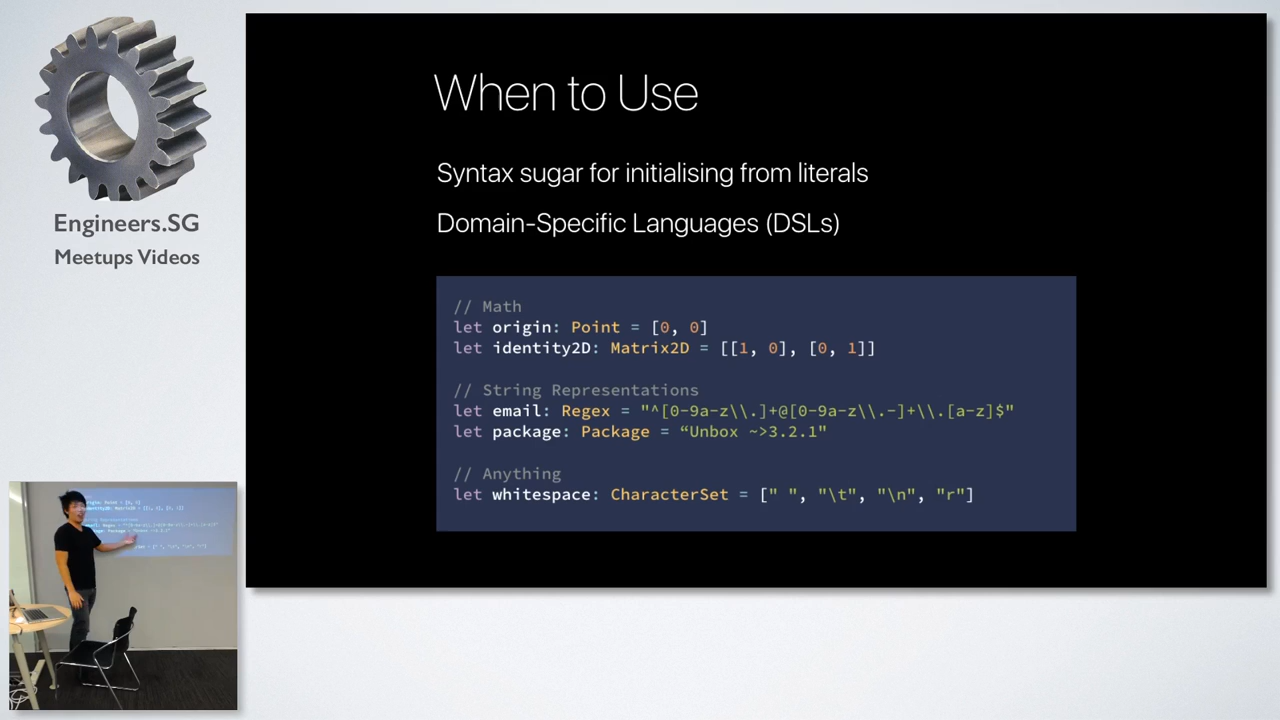 Engineers.SG
Meetups Videos
When to Use
Syntax sugar for initialising from literals
Domain-Specific Languages (DSLs)
// Math
let origin: Point = [0, 0]
let identity2D: Matrix2D = [[1, 0], [0, 1]]
// String Representations
let email: Regex = "^[0-9a-z\\.]+@[0-9a-z\\.-]+\\.[a-z]$"
let package: Package = “Unbox ~>3.2.1"
// Anything
let whitespace: CharacterSet = [" ", "\t", "\n", "r"]